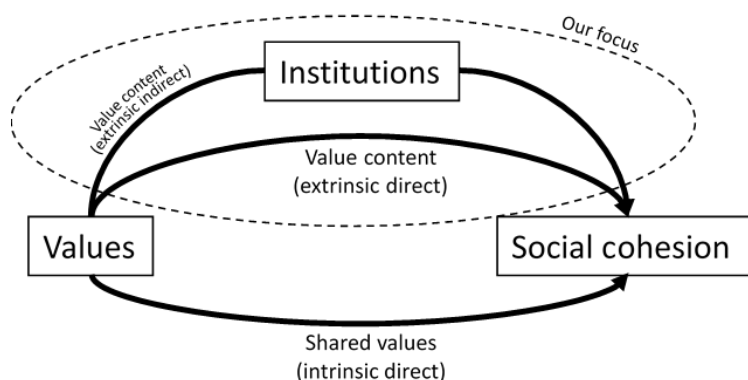 Our focus
Institutions
Value content
(extrinsic indirect)
Value content
(extrinsic direct)
Values
Social cohesion
Shared values
(intrinsic direct)